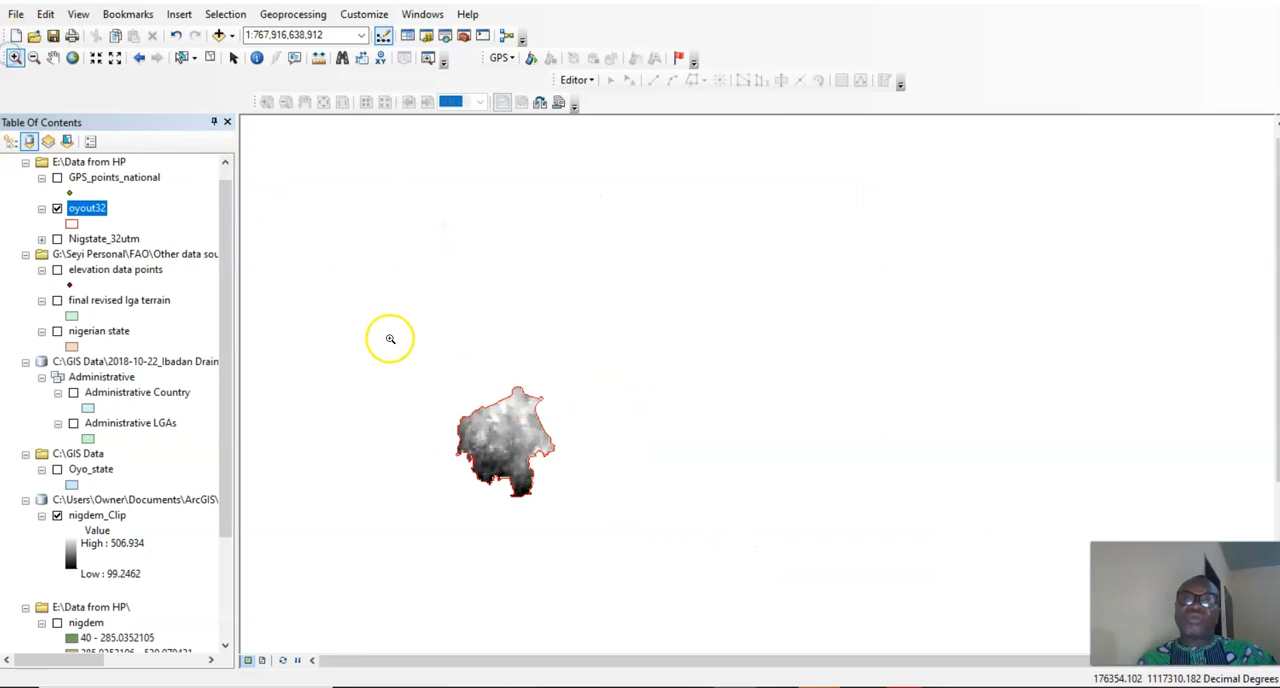 File Edit View Bookmarks Insert Selection Geoprocessing Customize Windows Help
1:767,916,638,912
GPS
Editor
Table Of Contents
E:\Data from HP
GPS_points_national
oyout32
Nigstate_32utm
G:\Seyi Personal\FAO\Other data sou
elevation data points
final revised lga terrain
nigerian state
C:\GIS Data\2018-10-22_Ibadan Drain
Administrative
Administrative Country
Administrative LGAs
C:\GIS Data
Oyo_state
C:\Users\Owner\Documents\ArcGIS\
nigdem_Clip
Value
High : 506.934
Low : 99.2462
E:\Data from HP\
nigdem
40 - 285.0352105
176354.102 1117310.182 Decimal Degrees